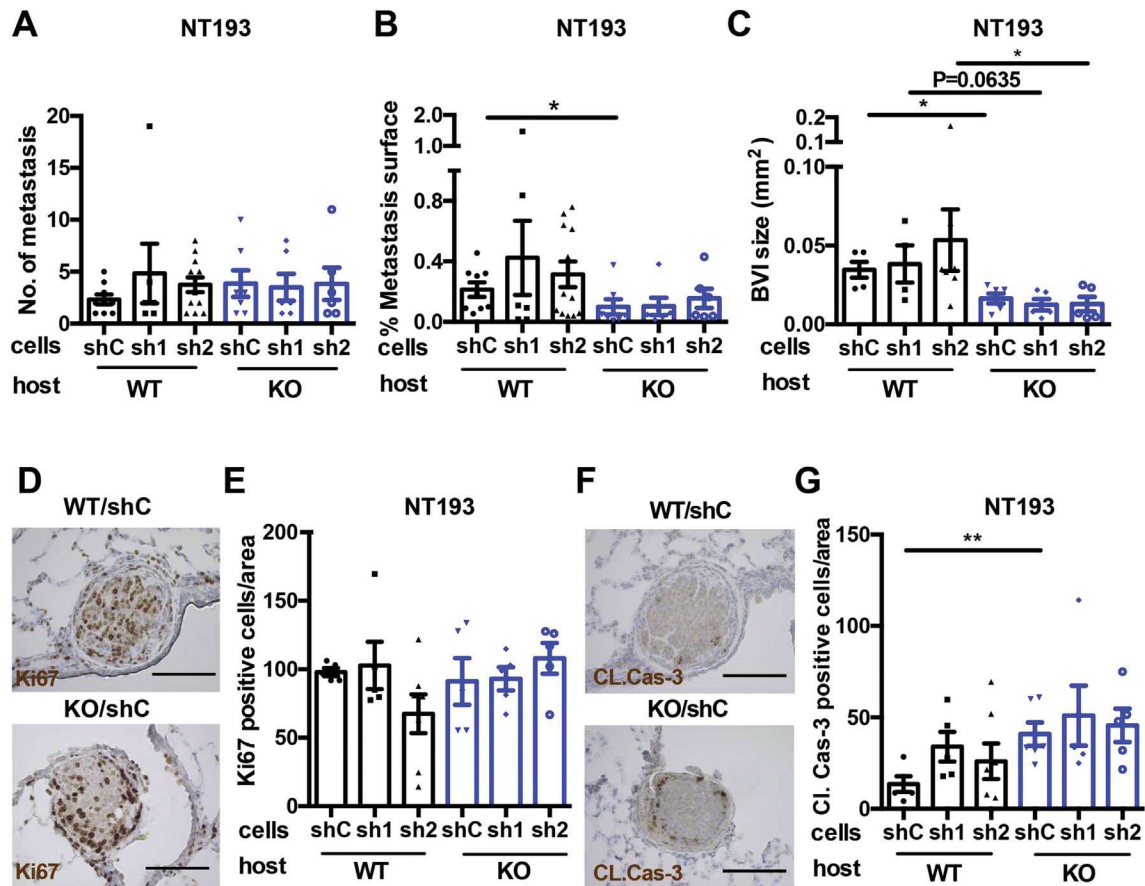 A
NT193
No. of metastasis
20
15
10
5
0
cells shC sh1 sh2 shC sh1 sh2
host WT KO
B
NT193
% Metastasis surface
*
2.0
1.0
0.8
0.4
0.0
cells shC sh1 sh2 shC sh1 sh2
host WT KO
C
NT193
*
P=0.0635
*
BVI size (mm²)
0.2
0.1
0.10
0.05
0.00
cells shC sh1 sh2 shC sh1 sh2
host WT KO
D
WT/shC
Ki67
KO/shC
Ki67
E
NT193
Ki67 positive cells/area
200
150
100
50
0
cells shC sh1 sh2 shC sh1 sh2
host WT KO
F
WT/shC
CL.Cas-3
KO/shC
CL.Cas-3
G
NT193
**
Cl. Cas-3 positive cells/area
150
100
50
0
cells shC sh1 sh2 shC sh1 sh2
host WT KO